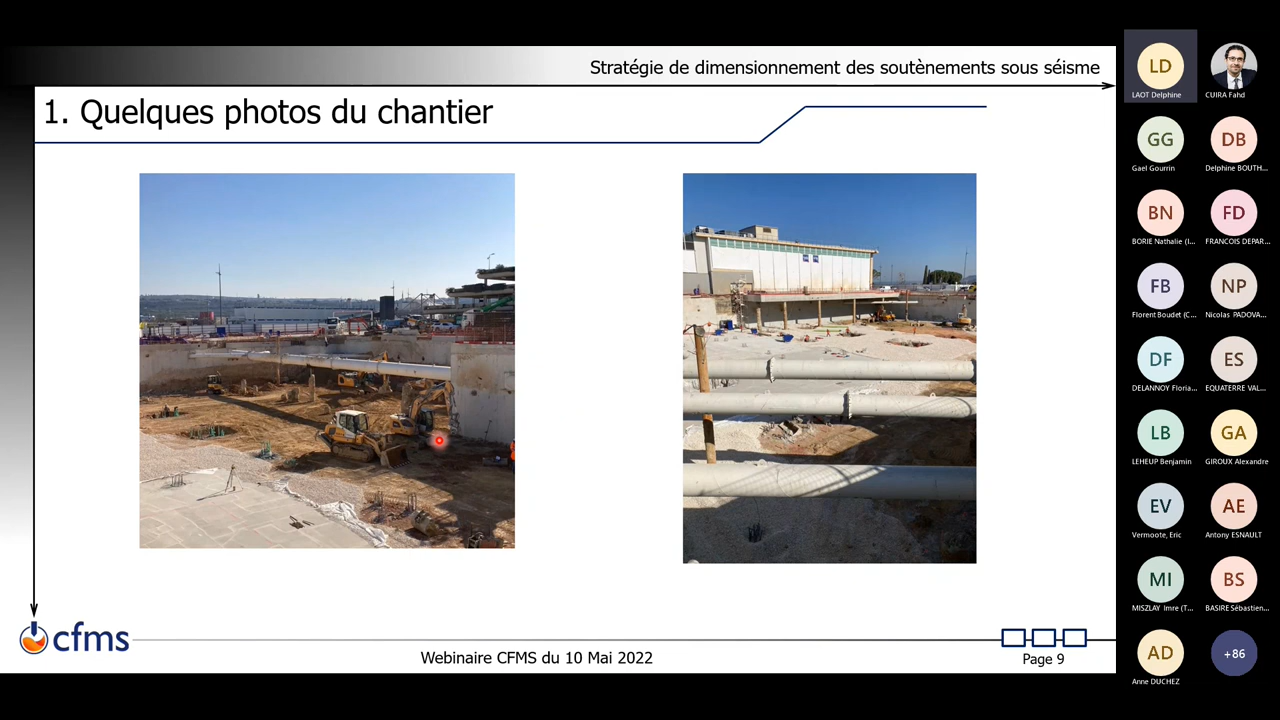 Stratégie de dimensionnement des soutènements sous séisme
1. Quelques photos du chantier
cfms
Webinaire CFMS du 10 Mai 2022
Page 9
LD
LAOT Delphine
CUIRA Fahd
GG
Gael Gourrin
DB
Delphine BOUTH...
BN
BORIE Nathalie (I...
FD
FRANCOIS DEPAR...
FB
Florent Boudet (C...
NP
Nicolas PADOVA...
DF
DELANNOY Floria...
ES
EQUATERRE VAL...
LB
LEHEUP Benjamin
GA
GIROUX Alexandre
EV
Vermoote, Eric
AE
Antony ESNAULT
MI
MISZLAY Imre (T...
BS
BASIRE Sébastien...
AD
Anne DUCHEZ
+86